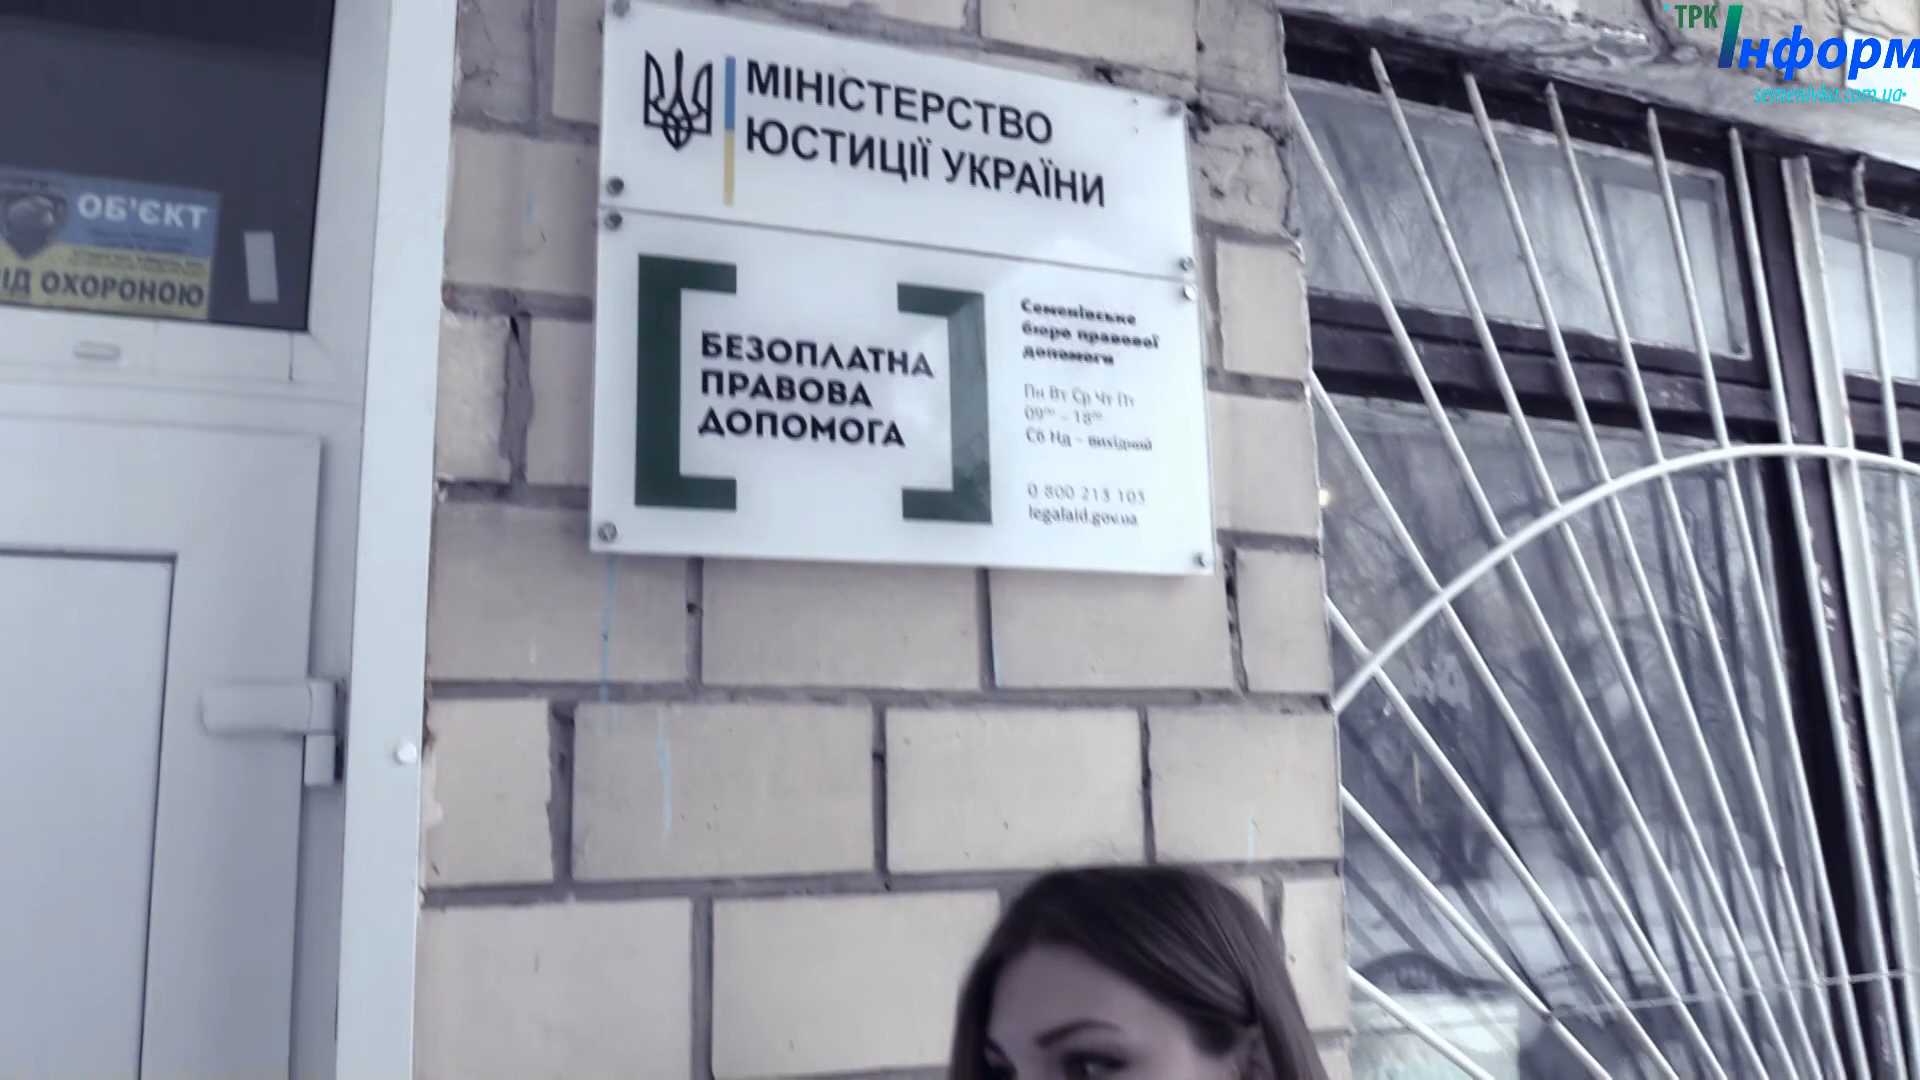 ТРК Інформ
semenivka.com.ua
МІНІСТЕРСТВО
ЮСТИЦІЇ УКРАЇНИ
ОБ'ЄКТ
ІД ОХОРОНОЮ
БЕЗОПЛАТНА
ПРАВОВА
ДОПОМОГА
Семенівське
бюро правової
допомоги
Пн Вт Ср Чт Пт
09⁰⁰ - 18⁰⁰
Сб Нд - вихідний
0 800 213 103
legalaid.gov.ua